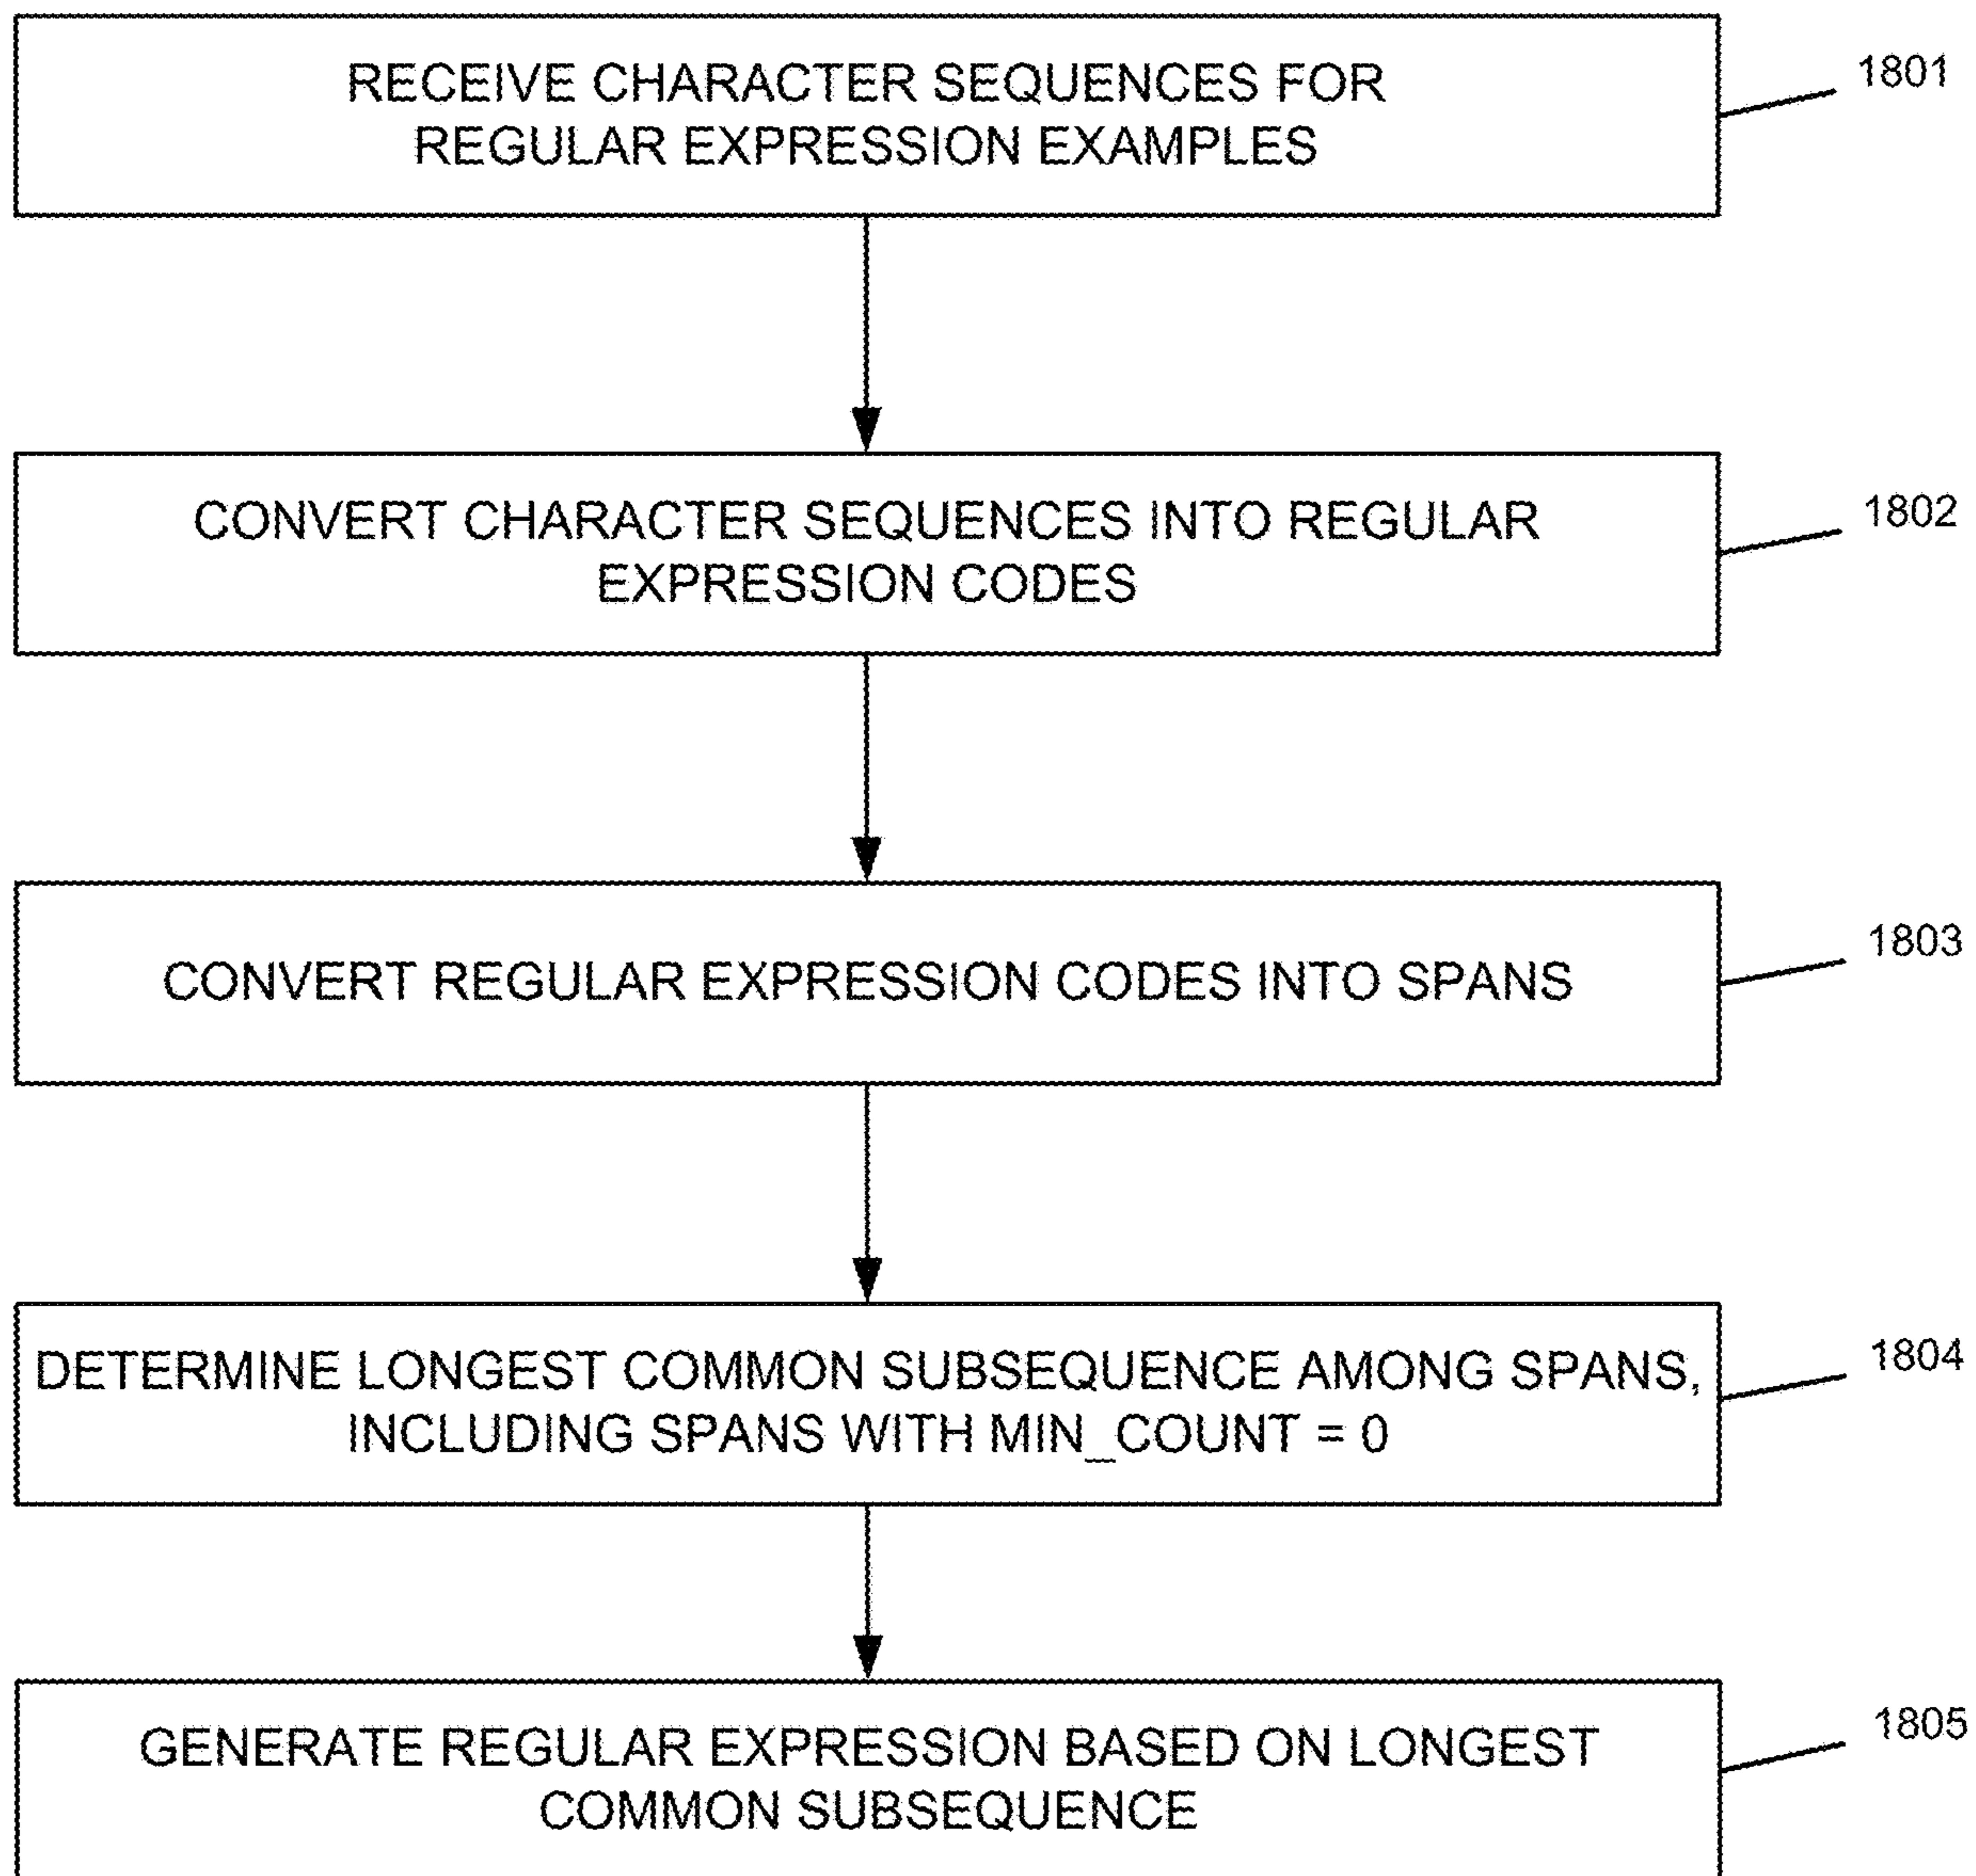 RECEIVE CHARACTER SEQUENCES FOR
REGULAR EXPRESSION EXAMPLES
1801
CONVERT CHARACTER SEQUENCES INTO REGULAR
EXPRESSION CODES
1802
CONVERT REGULAR EXPRESSION CODES INTO SPANS
1803
DETERMINE LONGEST COMMON SUBSEQUENCE AMONG SPANS,
INCLUDING SPANS WITH MIN_COUNT = 0
1804
GENERATE REGULAR EXPRESSION BASED ON LONGEST
COMMON SUBSEQUENCE
1805